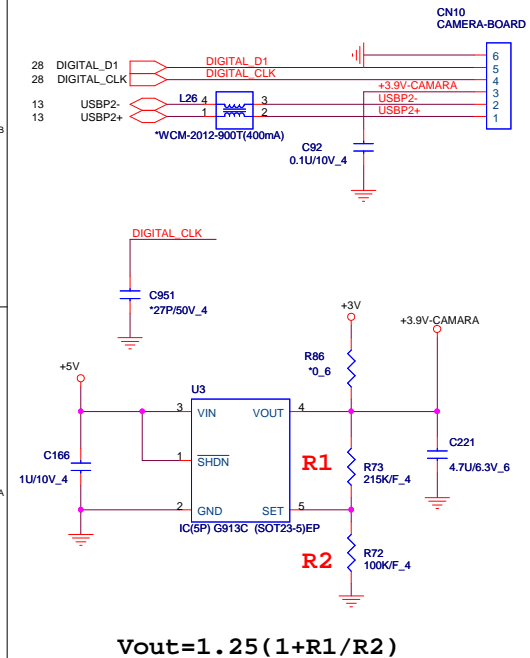 CN10
CAMERA-BOARD
6
28 DIGITAL_D1 DIGITAL_D1 5
28 DIGITAL_CLK DIGITAL_CLK 4
+3.9V-CAMARA 3
13 USBP2- L26 4 3 USBP2- 2
13 USBP2+ 1 2 USBP2+ 1
*WCM-2012-900T(400mA)
B
C92
0.1U/10V_4
DIGITAL_CLK
C951
*27P/50V_4
+3V
+3.9V-CAMARA
R86
*0_6
+5V
U3
3 VIN VOUT 4
C166
1U/10V_4
1 SHDN
R1
R73
215K/F_4
C221
4.7U/6.3V_6
A
2 GND SET 5
IC(5P) G913C (SOT23-5)EP
R2
R72
100K/F_4
Vout=1.25(1+R1/R2)